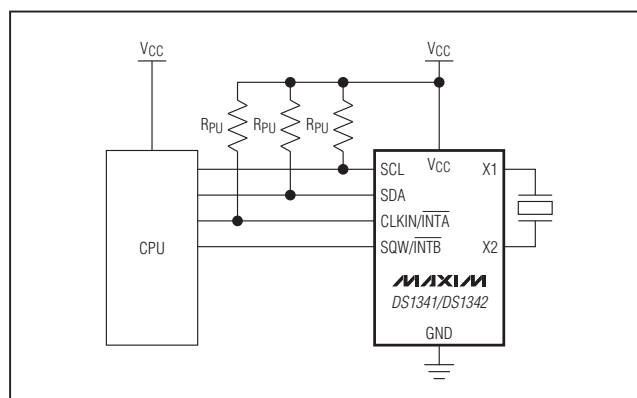 VCC
VCC
RPU RPU RPU
SCL
VCC
X1
SDA
CLKIN/INTA
CPU
SQW/INTB
X2
MAXIM
DS1341/DS1342
GND